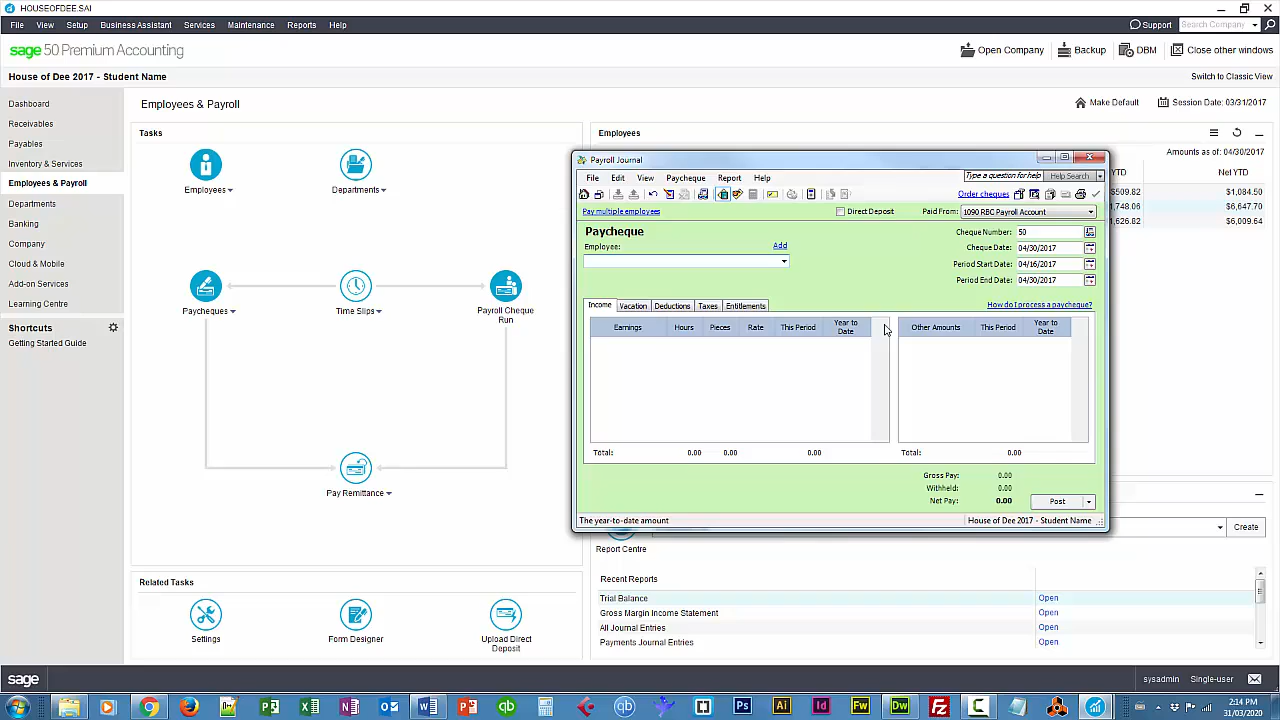 HOUSEOFDEE.SAI
File View Setup Business Assistant Services Maintenance Reports Help
Support Search Company
sage 50 Premium Accounting
Open Company Backup DBM Close other windows
House of Dee 2017 - Student Name
Switch to Classic View
Dashboard
Receivables
Payables
Inventory & Services
Employees & Payroll
Departments
Banking
Company
Cloud & Mobile
Add-on Services
Learning Centre
Shortcuts
Getting Started Guide
Employees & Payroll
Make Default Session Date: 03/31/2017
Tasks
Employees
Departments
Paycheques
Time Slips
Payroll Cheque
Run
Pay Remittance
Related Tasks
Settings
Form Designer
Upload Direct
Deposit
Employees
Amounts as of: 04/30/2017
YTD Net YTD
$509.82 $1,084.50
,748.06 $6,647.70
,626.82 $6,009.64
Payroll Journal
File Edit View Paycheque Report Help
Type a question for help Help Search
Order cheques
Pay multiple employees
Direct Deposit Paid From: 1090 RBC Payroll Account
Paycheque
Cheque Number: 50
Employee: Add
Cheque Date: 04/30/2017
Period Start Date: 04/16/2017
Period End Date: 04/30/2017
Income Vacation Deductions Taxes Entitlements
How do I process a paycheque?
Earnings Hours Pieces Rate This Period Year to
Date
Other Amounts This Period Year to
Date
Total: 0.00 0.00 0.00
Total: 0.00
Gross Pay: 0.00
Withheld: 0.00
Net Pay: 0.00
Post
The year-to-date amount
House of Dee 2017 - Student Name
Create
Report Centre
Recent Reports
Trial Balance Open
Gross Margin Income Statement Open
All Journal Entries Open
Payments Journal Entries Open
sage
sysadmin Single-user
2:14 PM
31/03/2020